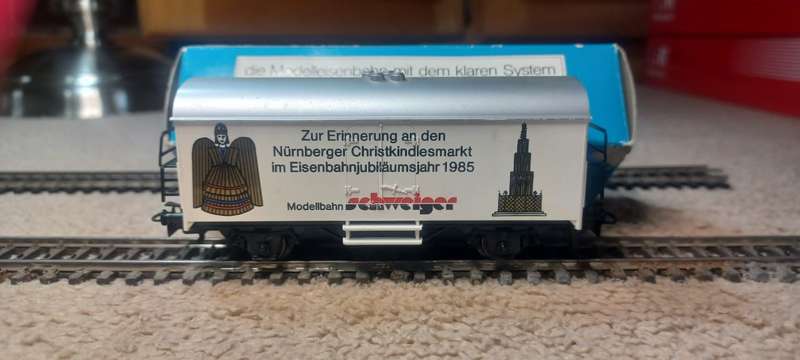 die Modelleisenbahn mit dem klaren System
Zur Erinnerung an den
Nürnberger Christkindlesmarkt
im Eisenbahnjubiläumsjahr 1985
Modellbahn schweiger